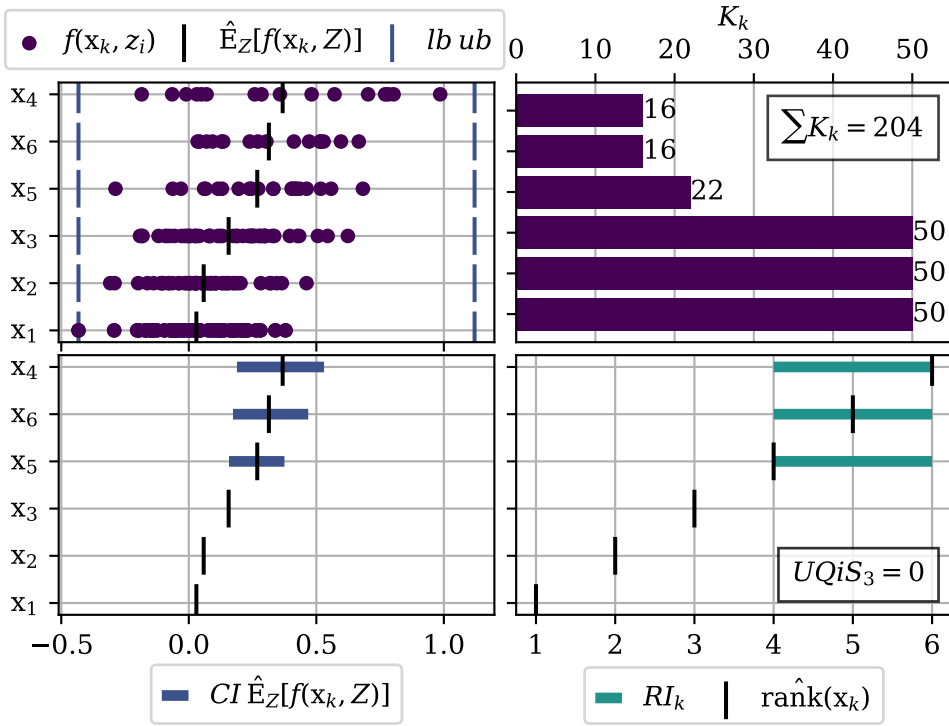 f(x_k, z_i) Ê_Z[f(x_k, Z)] lb ub
K_k
0 10 20 30 40 50
x_4
x_6
x_5
x_3
x_2
x_1
16
16
22
50
50
50
∑K_k = 204
x_4
x_6
x_5
x_3
x_2
x_1
−0.5 0.0 0.5 1.0
UQiS_3 = 0
1 2 3 4 5 6
CI Ê_Z[f(x_k, Z)]
RI_k ran̂k(x_k)